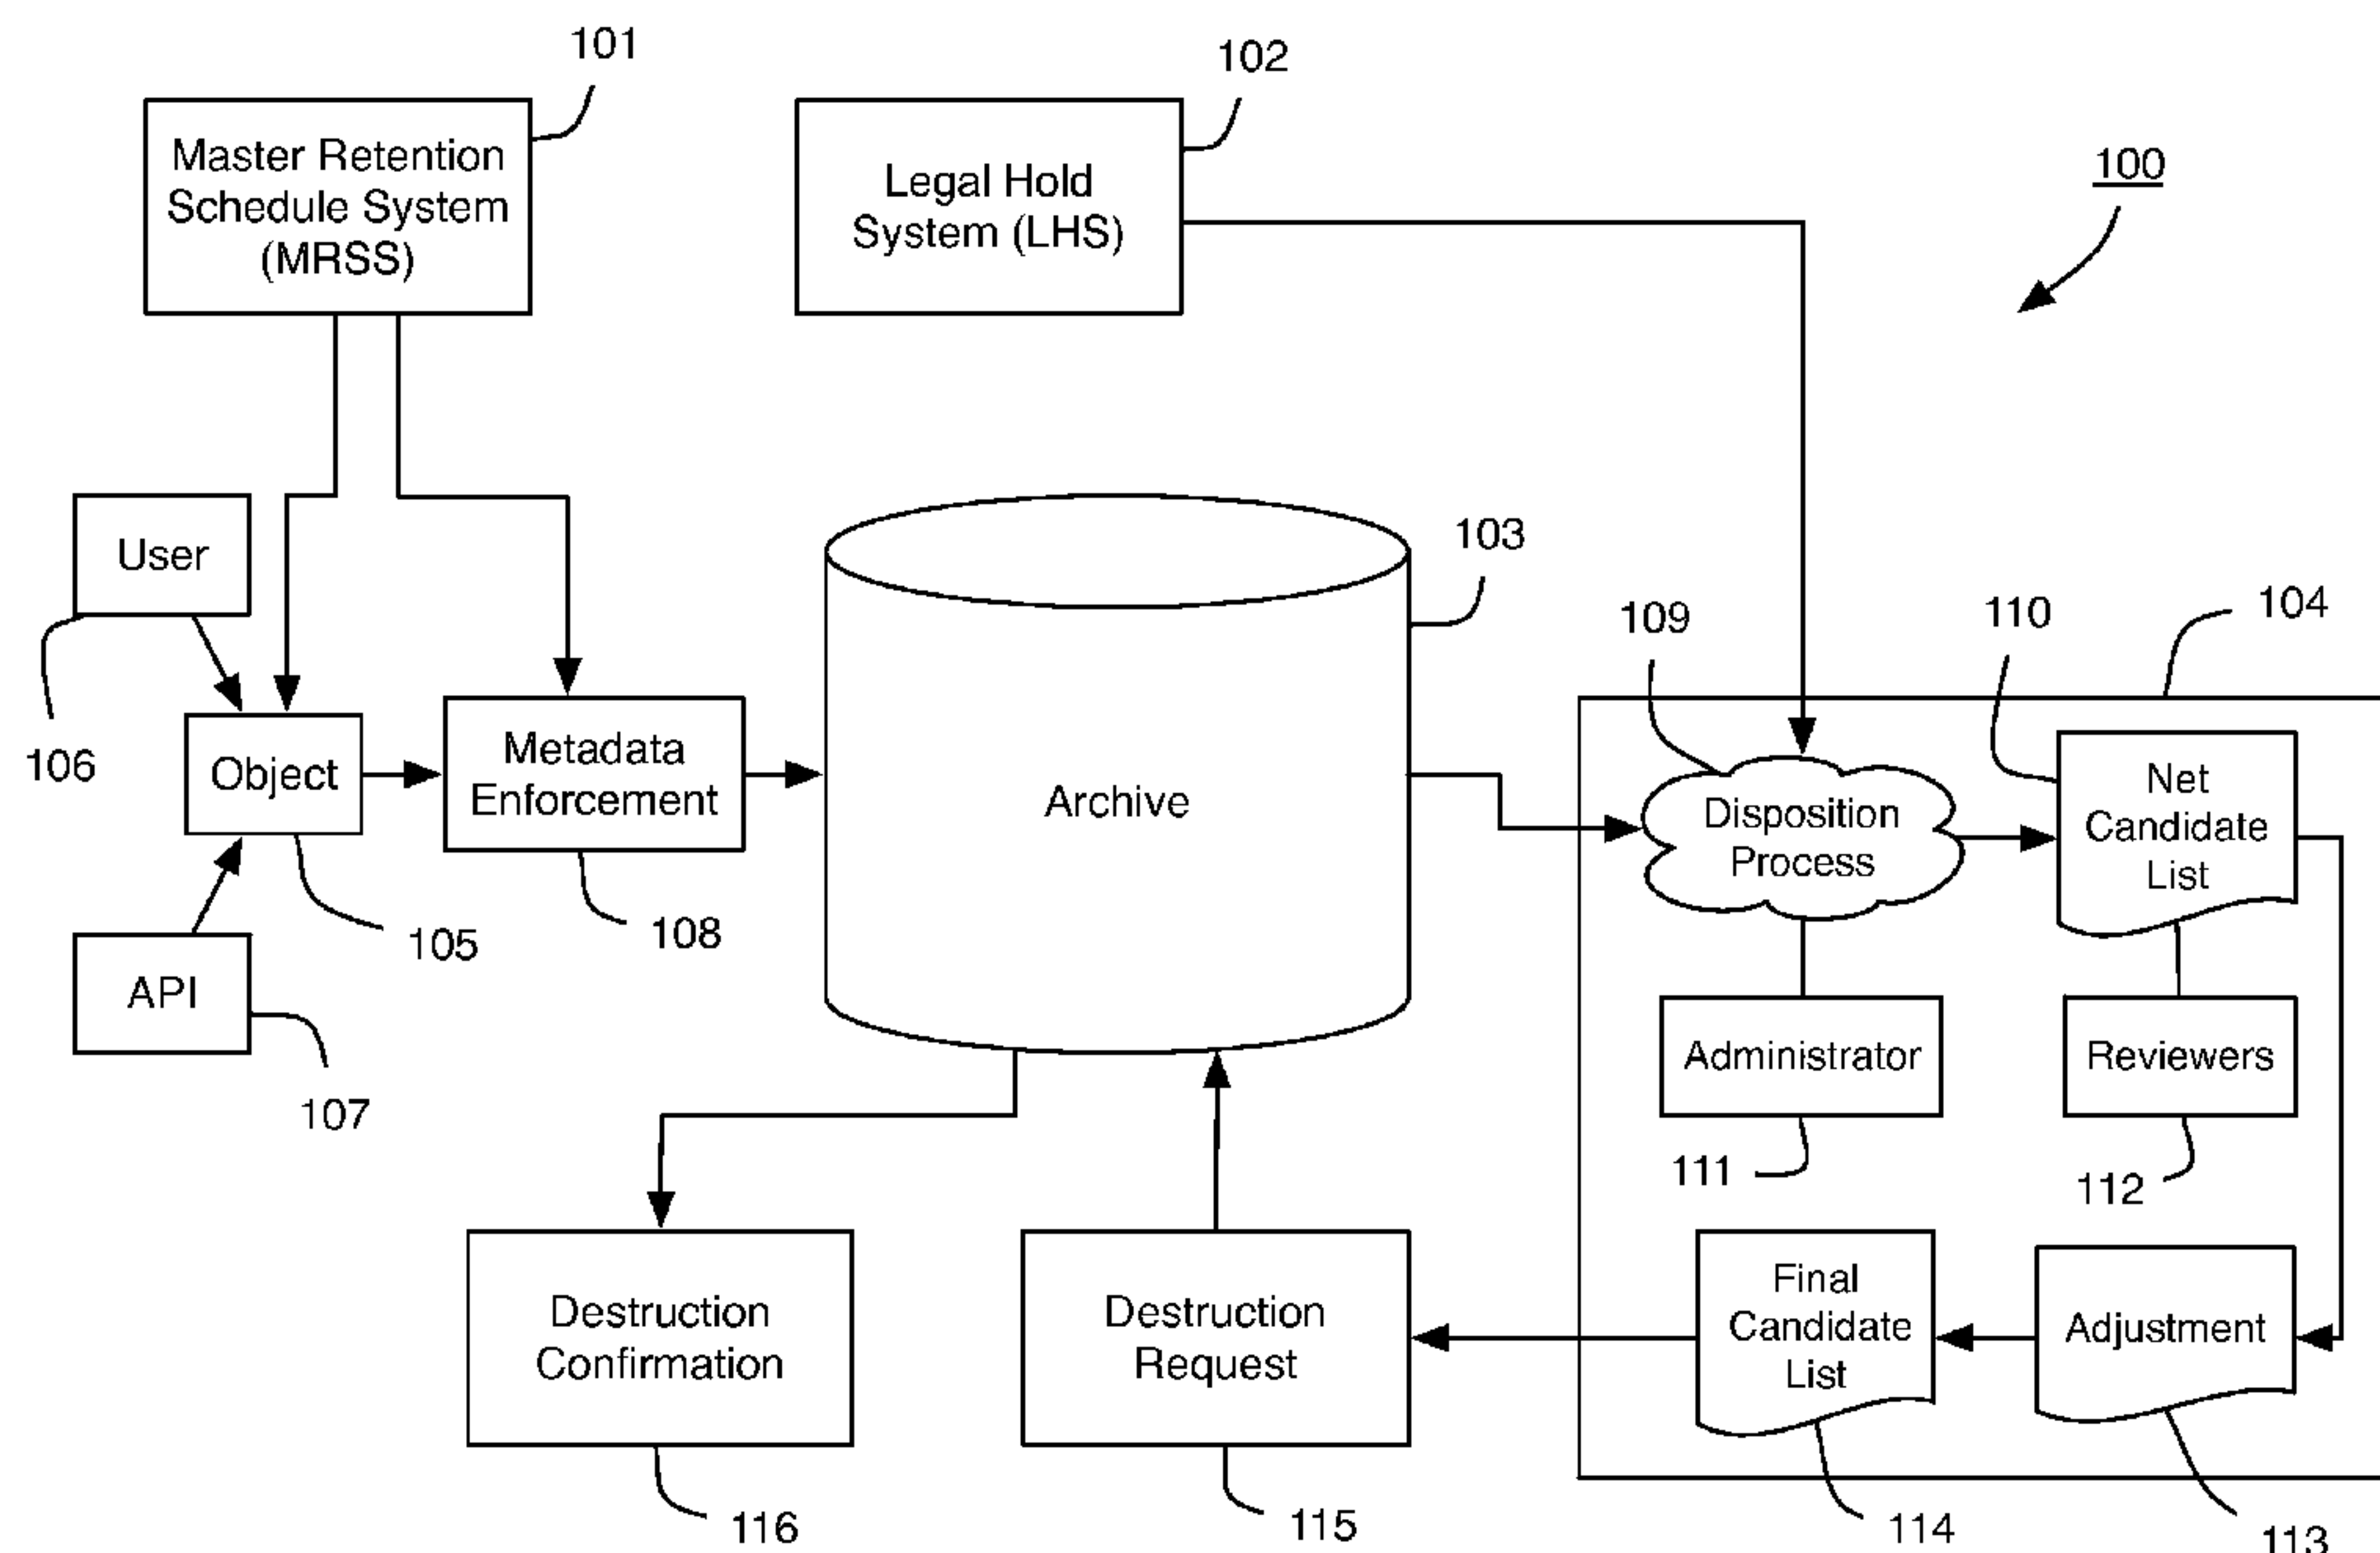 101
102
100
Master Retention
Schedule System
(MRSS)
Legal Hold
System (LHS)
User
103
109
110
104
106
Object
Metadata
Enforcement
Archive
Disposition
Process
Net
Candidate
List
105
108
API
107
Administrator
Reviewers
111
112
Destruction
Confirmation
Destruction
Request
Final
Candidate
List
Adjustment
116
115
114
113